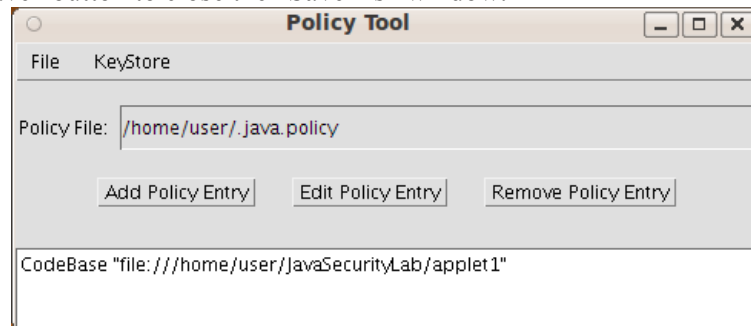 Policy Tool
File KeyStore
Policy File: /home/user/.java.policy
Add Policy Entry Edit Policy Entry Remove Policy Entry
CodeBase "file:///home/user/JavaSecurityLab/applet1"